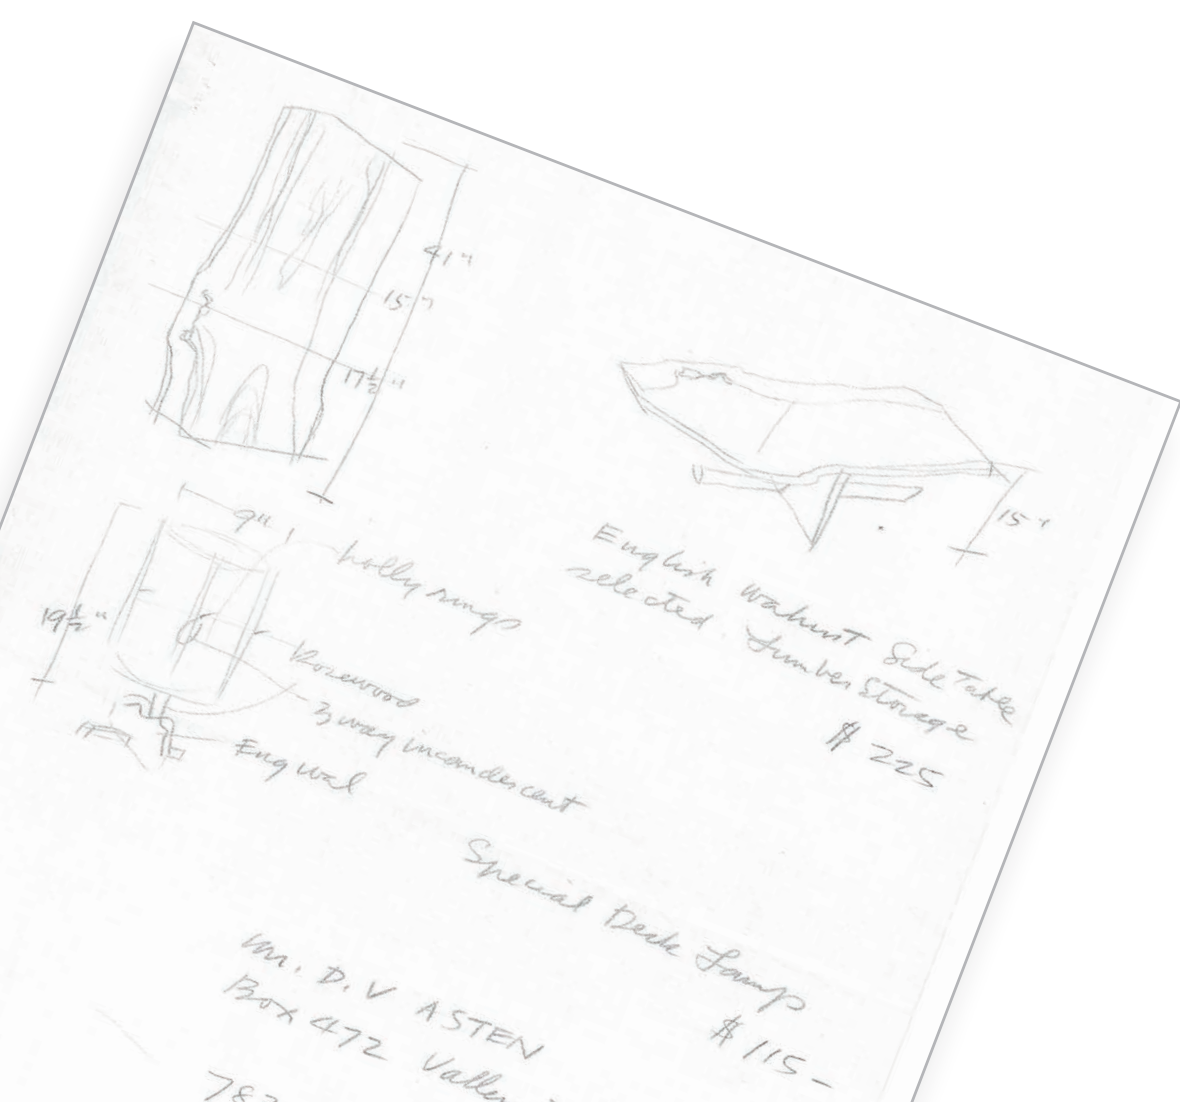 41"
15"
17½"
15"
English Walnut Side Table
selected Lumber Storage
$ 225
9"
holly rings
19½"
Rosewood
3 way incandescent
Eng wal
Special Desk Lamp
$ 115-
Mr. D.V ASTEN
Box 472